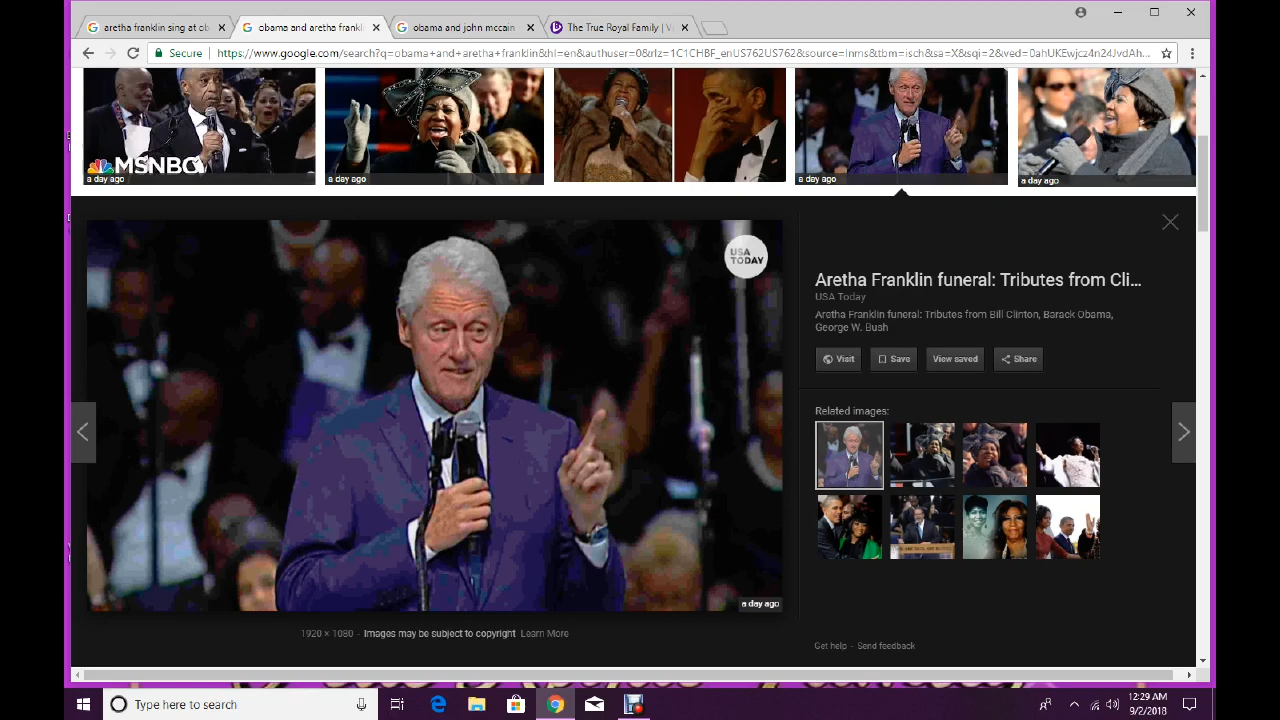 aretha franklin sing at cli
obama and aretha frankl
obama and john mccain
The True Royal Family | V
Secure
https://www.google.com/search?q=obama+and+aretha+franklin&hl=en&authuser=0&rlz=1C1CHBF_enUS762US762&source=lnms&tbm=isch&sa=X&sqi=2&ved=0ahUKEwjcz4n24JvdAh...
MSNBC
a day ago
a day ago
a day ago
a day ago
USA
TODAY
a day ago
Aretha Franklin funeral: Tributes from Cli...
USA Today
Aretha Franklin funeral: Tributes from Bill Clinton, Barack Obama,
George W. Bush
Visit
Save
View saved
Share
Related images:
1920 × 1080 - Images may be subject to copyright Learn More
Get help - Send feedback
Type here to search
12:29 AM
9/2/2018